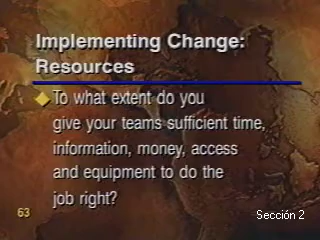 Implementing Change:
Resources
To what extent do you
give your teams sufficient time,
information, money, access
and equipment to do the
job right?
63
Sección 2